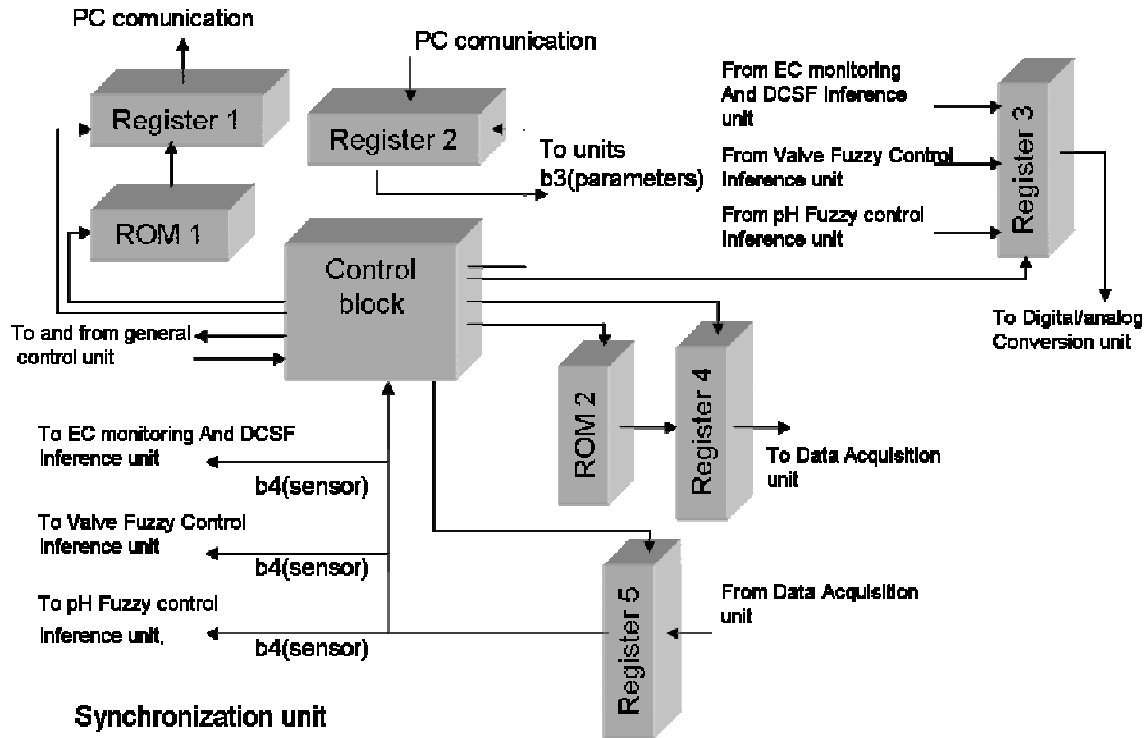 PC comunication
PC comunication
Register 1
Register 2
ROM 1
To units
b3(parameters)
From EC monitoring
And DCSF Inference
unit
From Valve Fuzzy Control
Inference unit
From pH Fuzzy control
Inference unit
Register 3
To Digital/analog
Conversion unit
Control
block
To and from general
control unit
ROM 2
Register 4
To Data Acquisition
unit
To EC monitoring And DCSF
Inference unit
b4(sensor)
To Valve Fuzzy Control
Inference unit
b4(sensor)
To pH Fuzzy control
Inference unit,
b4(sensor)
Register 5
From Data Acquisition
unit
Synchronization unit